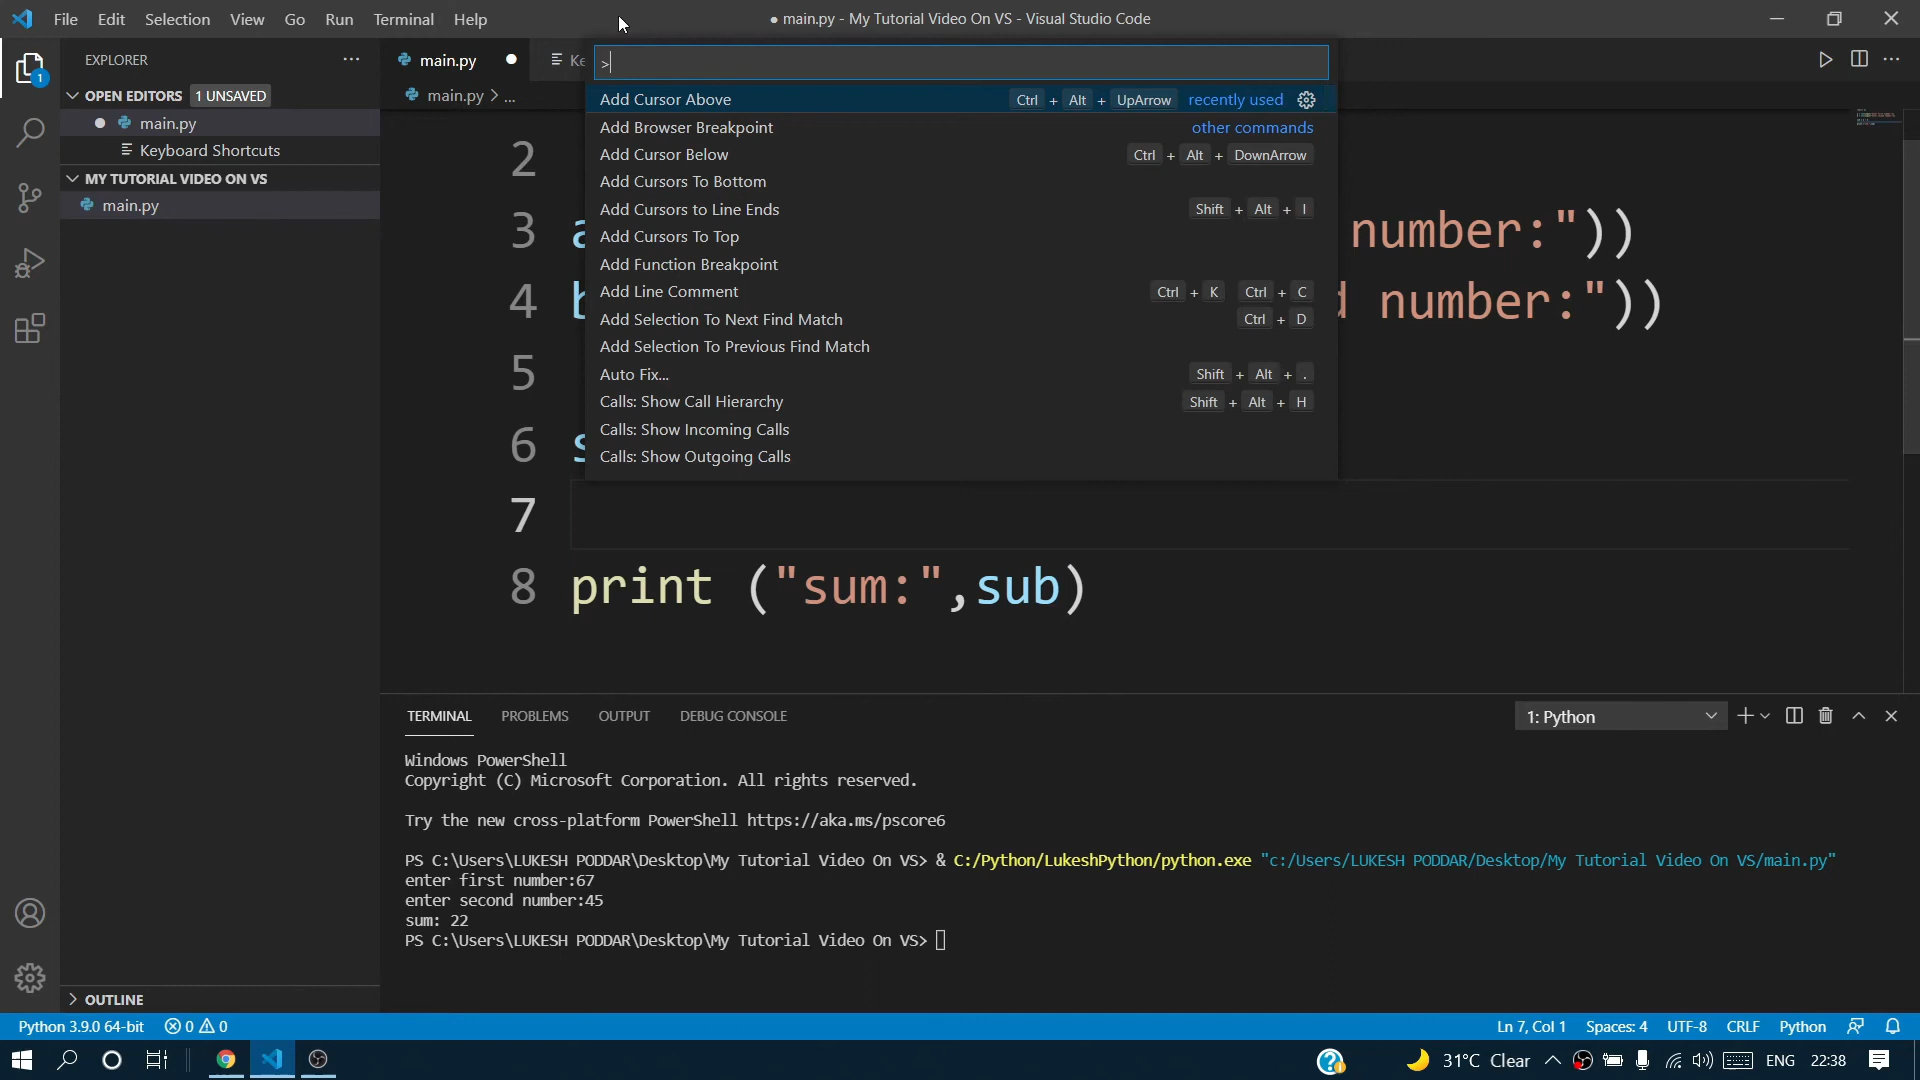 File Edit Selection View Go Run Terminal Help
● main.py - My Tutorial Video On VS - Visual Studio Code
EXPLORER
OPEN EDITORS 1 UNSAVED
main.py
Keyboard Shortcuts
MY TUTORIAL VIDEO ON VS
main.py
OUTLINE
1
main.py
Ke
main.py > ...
>
Add Cursor Above Ctrl + Alt + UpArrow recently used
Add Browser Breakpoint other commands
Add Cursor Below Ctrl + Alt + DownArrow
Add Cursors To Bottom
Add Cursors to Line Ends Shift + Alt + I
Add Cursors To Top
Add Function Breakpoint
Add Line Comment Ctrl + K Ctrl + C
Add Selection To Next Find Match Ctrl + D
Add Selection To Previous Find Match
Auto Fix... Shift + Alt + .
Calls: Show Call Hierarchy Shift + Alt + H
Calls: Show Incoming Calls
Calls: Show Outgoing Calls
2
3 a number:"))
4 b d number:"))
5
6 s
7
8 print ("sum:",sub)
TERMINAL PROBLEMS OUTPUT DEBUG CONSOLE
1: Python
Windows PowerShell
Copyright (C) Microsoft Corporation. All rights reserved.
Try the new cross-platform PowerShell https://aka.ms/pscore6
PS C:\Users\LUKESH PODDAR\Desktop\My Tutorial Video On VS> & C:/Python/LukeshPython/python.exe "c:/Users/LUKESH PODDAR/Desktop/My Tutorial Video On VS/main.py"
enter first number:67
enter second number:45
sum: 22
PS C:\Users\LUKESH PODDAR\Desktop\My Tutorial Video On VS>
Python 3.9.0 64-bit 0 0
Ln 7, Col 1 Spaces: 4 UTF-8 CRLF Python
31°C Clear ENG 22:38